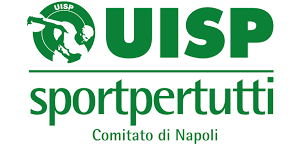 UISP
UISP
sportpertutti
Comitato di Napoli